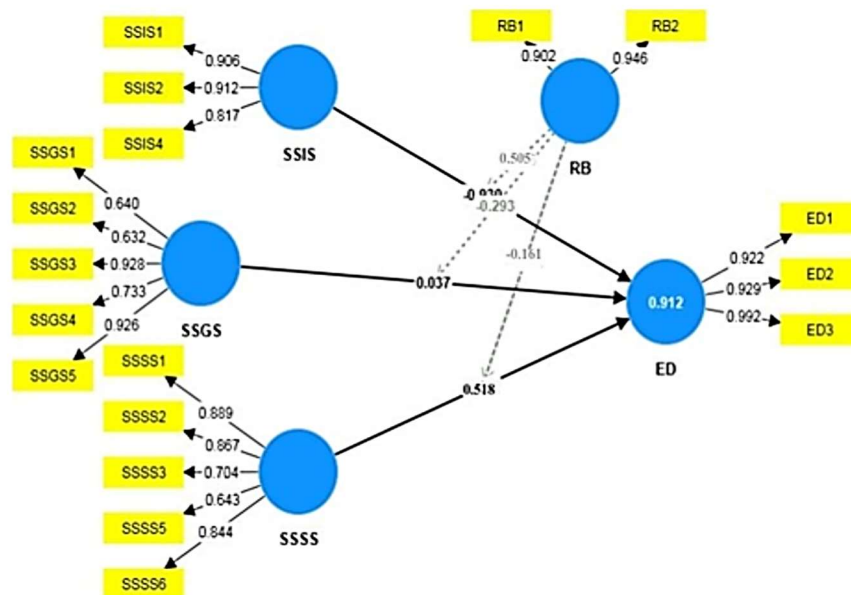 SSIS1
SSIS2
SSIS4
0.906
0.912
0.817
SSIS
RB1
RB2
0.902
0.946
RB
SSGS1
SSGS2
SSGS3
SSGS4
SSGS5
0.640
0.632
0.928
0.733
0.926
SSGS
0.505
-0.293
-0.161
0.037
0.518
ED1
ED2
ED3
0.922
0.929
0.992
0.912
ED
SSSS1
SSSS2
SSSS3
SSSS5
SSSS6
0.889
0.867
0.704
0.643
0.844
SSSS